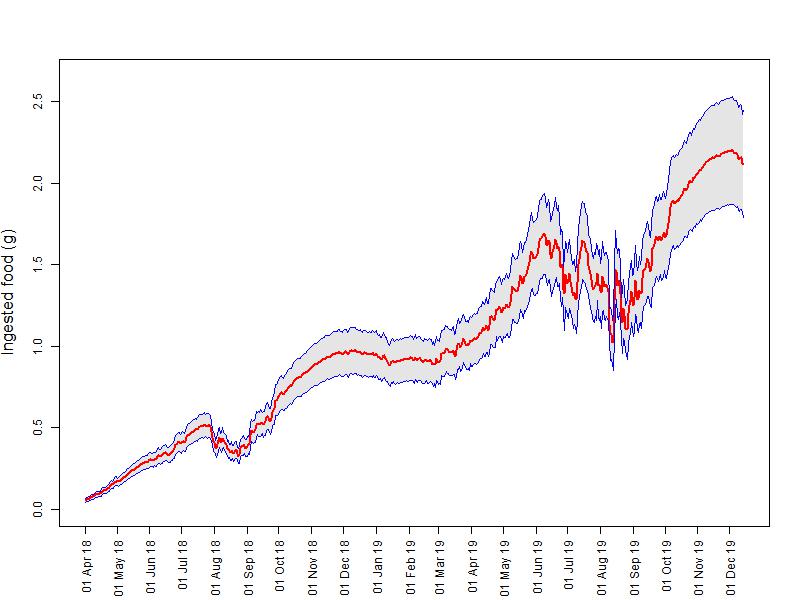 Ingested food (g)
2.5
2.0
1.5
1.0
0.5
0.0
01 Apr 18
01 May 18
01 Jun 18
01 Jul 18
01 Aug 18
01 Sep 18
01 Oct 18
01 Nov 18
01 Dec 18
01 Jan 19
01 Feb 19
01 Mar 19
01 Apr 19
01 May 19
01 Jun 19
01 Jul 19
01 Aug 19
01 Sep 19
01 Oct 19
01 Nov 19
01 Dec 19